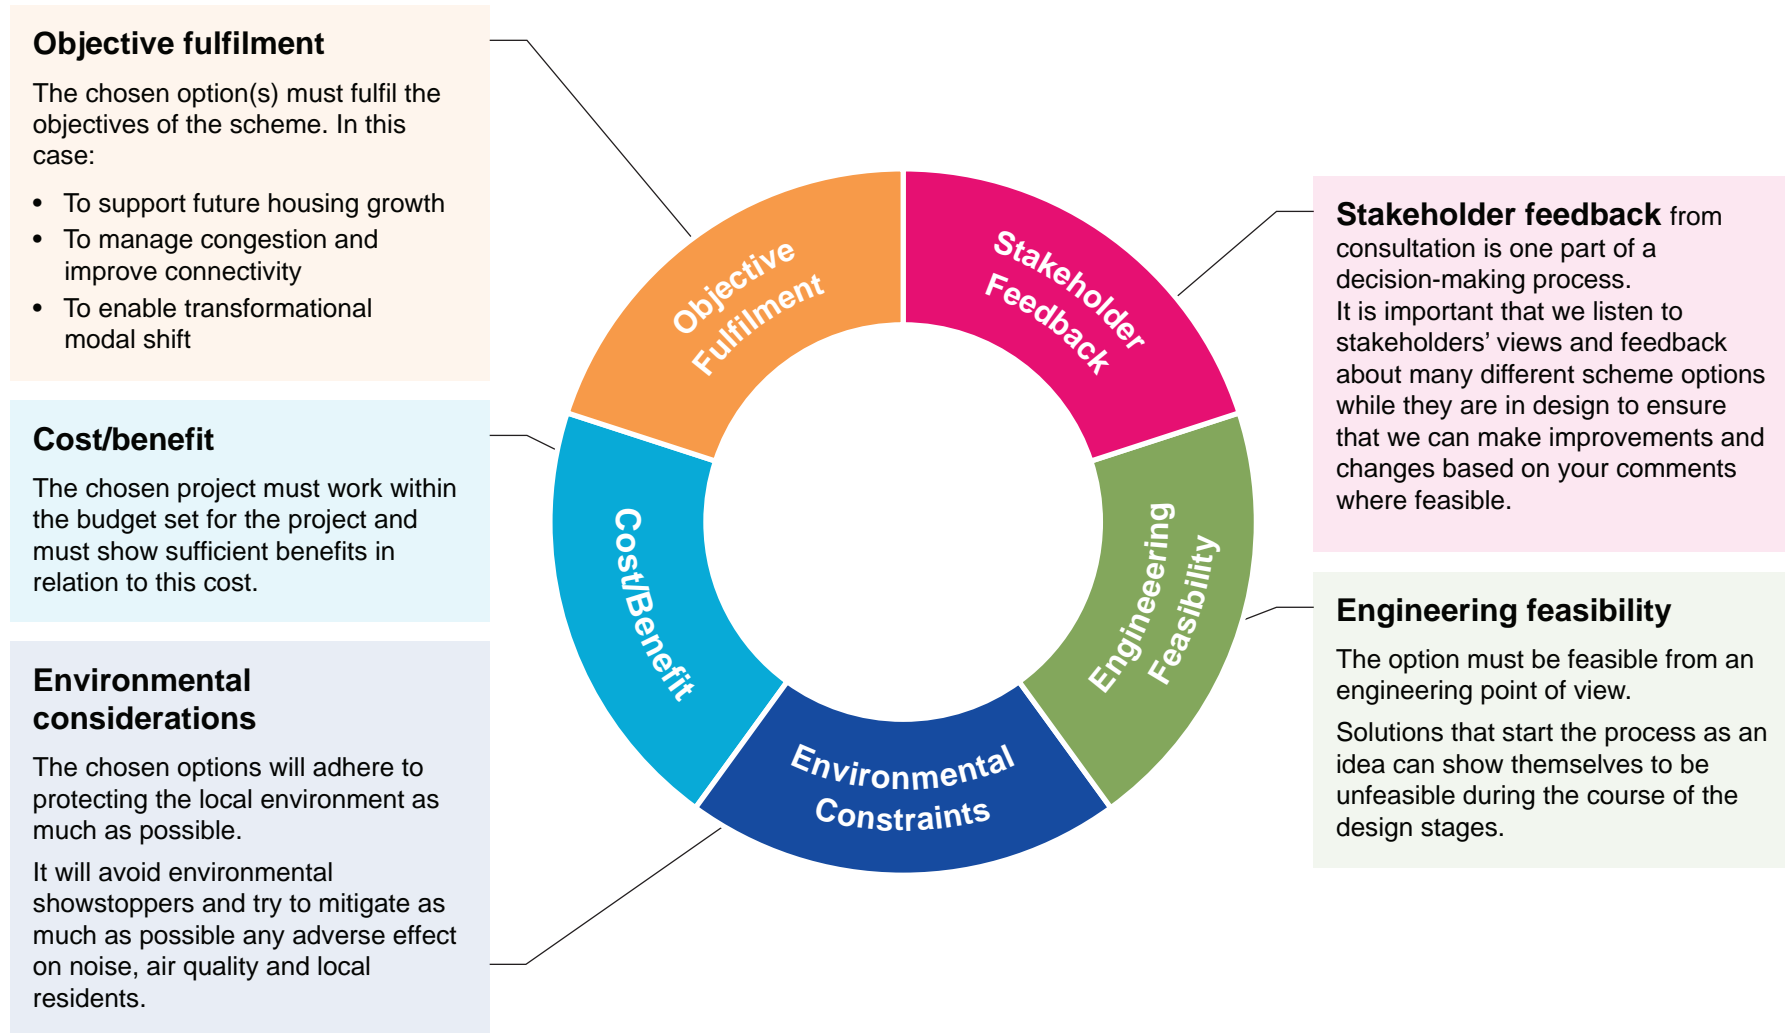 Objective fulfilment
The chosen option(s) must fulfil the
objectives of the scheme. In this
case:
• To support future housing growth
• To manage congestion and
improve connectivity
• To enable transformational
modal shift
Cost/benefit
The chosen project must work within
the budget set for the project and
must show sufficient benefits in
relation to this cost.
Environmental
considerations
The chosen options will adhere to
protecting the local environment as
much as possible.
It will avoid environmental
showstoppers and try to mitigate as
much as possible any adverse effect
on noise, air quality and local
residents.
Objective
Fulfilment
Stakeholder
Feedback
Cost/Benefit
Engineeering
Feasibility
Environmental
Constraints
Stakeholder feedback from
consultation is one part of a
decision-making process.
It is important that we listen to
stakeholders’ views and feedback
about many different scheme options
while they are in design to ensure
that we can make improvements and
changes based on your comments
where feasible.
Engineering feasibility
The option must be feasible from an
engineering point of view.
Solutions that start the process as an
idea can show themselves to be
unfeasible during the course of the
design stages.